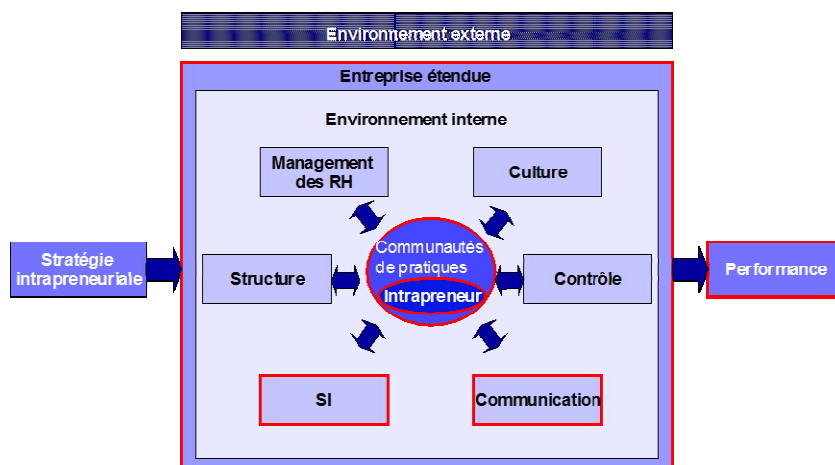 Environnement externe
Entreprise étendue
Environnement interne
Management
des RH
Culture
Stratégie
intrapreneuriale
Structure
Communautés
de pratiques
Intrapreneur
Contrôle
Performance
SI
Communication